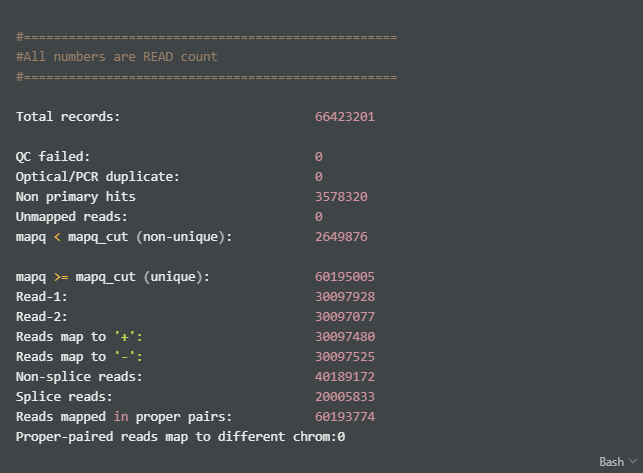 #==================================================
#All numbers are READ count
#==================================================
Total records: 66423201
QC failed: 0
Optical/PCR duplicate: 0
Non primary hits 3578320
Unmapped reads: 0
mapq < mapq_cut (non-unique): 2649876
mapq >= mapq_cut (unique): 60195005
Read-1: 30097928
Read-2: 30097077
Reads map to '+': 30097480
Reads map to '-': 30097525
Non-splice reads: 40189172
Splice reads: 20005833
Reads mapped in proper pairs: 60193774
Proper-paired reads map to different chrom:0
Bash